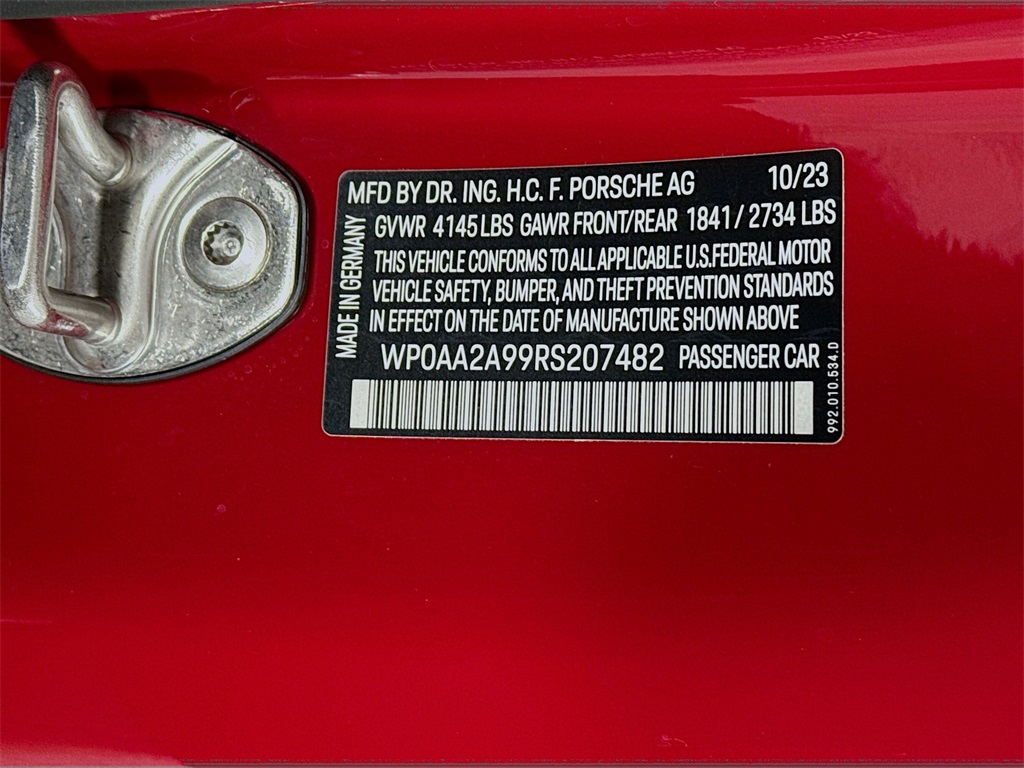 MFD BY DR. ING. H.C. F. PORSCHE AG 10/23
GVWR 4145 LBS GAWR FRONT/REAR 1841 / 2734 LBS
THIS VEHICLE CONFORMS TO ALL APPLICABLE U.S.FEDERAL MOTOR
VEHICLE SAFETY, BUMPER, AND THEFT PREVENTION STANDARDS
IN EFFECT ON THE DATE OF MANUFACTURE SHOWN ABOVE
WP0AA2A99RS207482 PASSENGER CAR
MADE IN GERMANY
992.010.534.D